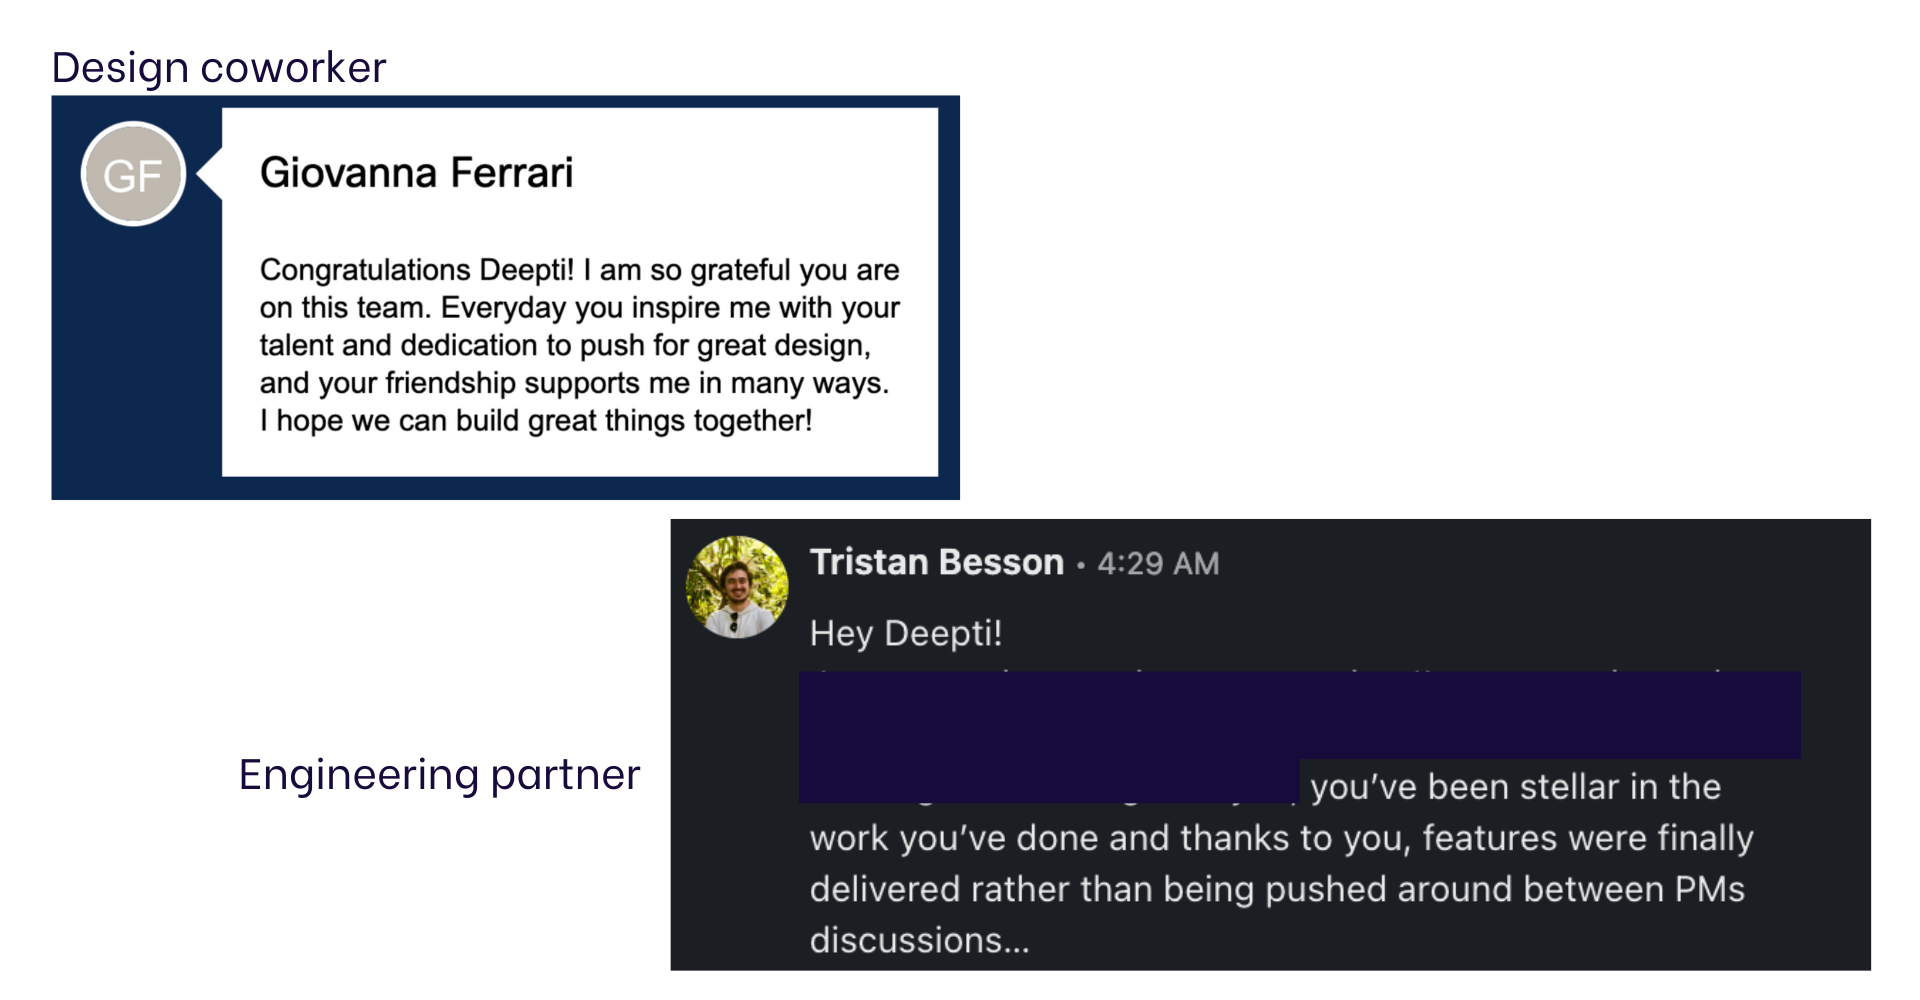 Design coworker
GF
Giovanna Ferrari
Congratulations Deepti! I am so grateful you are
on this team. Everyday you inspire me with your
talent and dedication to push for great design,
and your friendship supports me in many ways.
I hope we can build great things together!
Tristan Besson • 4:29 AM
Hey Deepti!
you’ve been stellar in the
work you’ve done and thanks to you, features were finally
delivered rather than being pushed around between PMs
discussions...
Engineering partner